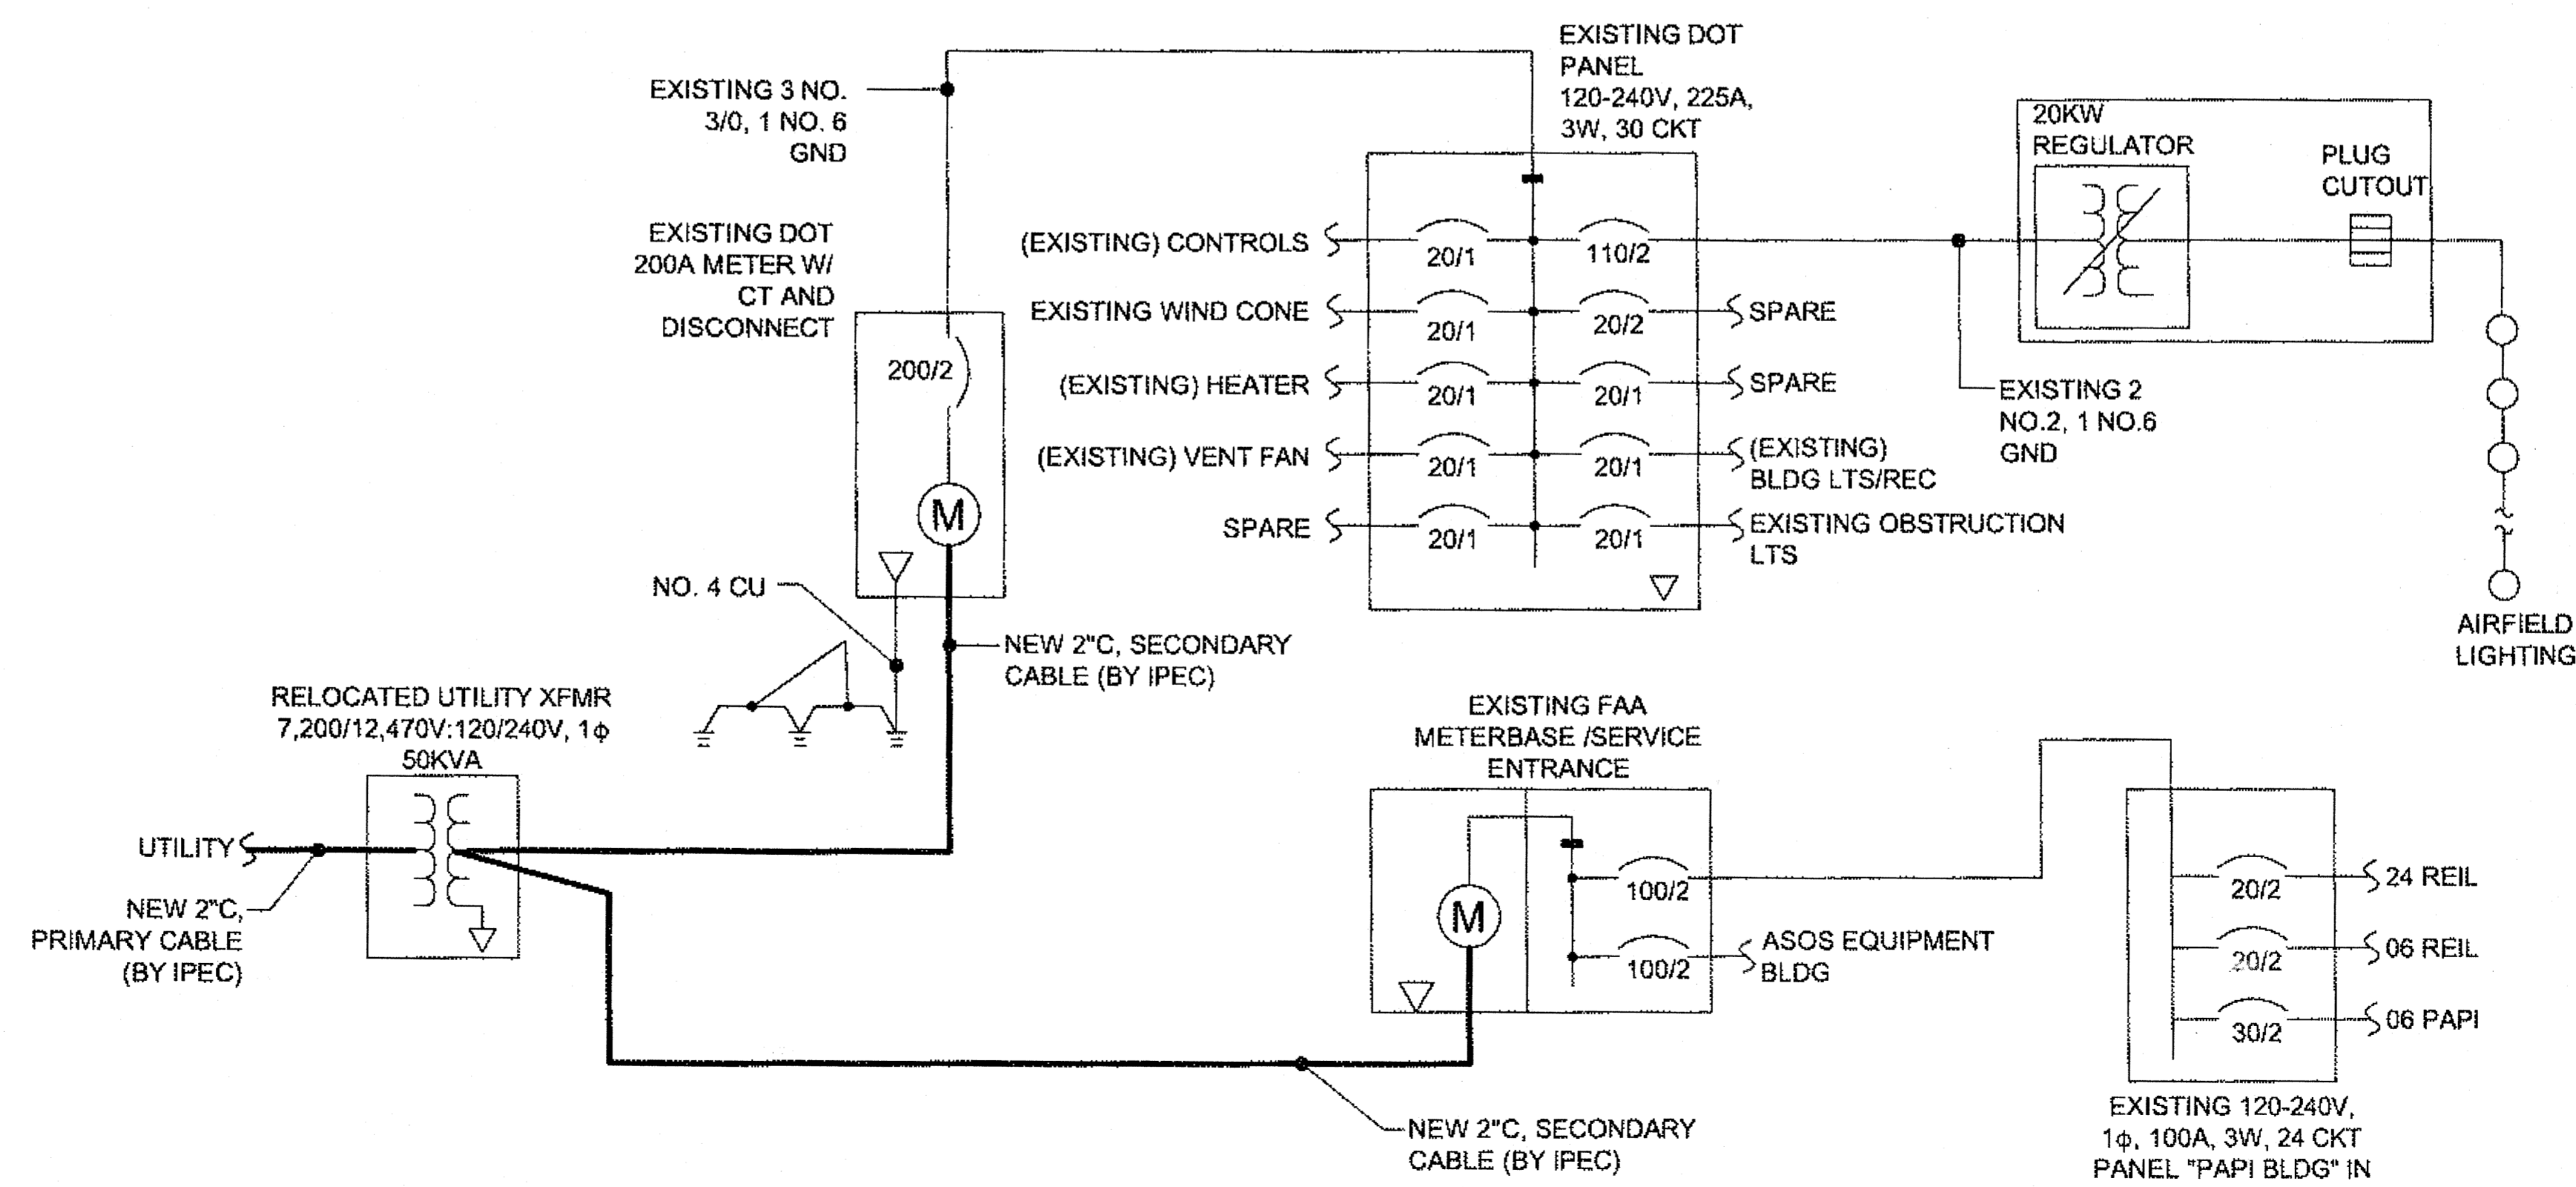 EXISTING DOT
PANEL
120-240V, 225A,
3W, 30 CKT
EXISTING 3 NO.
3/0, 1 NO. 6
GND
20KW
REGULATOR
PLUG
CUTOUT
EXISTING DOT
200A METER W/
CT AND
DISCONNECT
200/2
M
(EXISTING) CONTROLS
20/1
110/2
EXISTING WIND CONE
20/1
20/2
SPARE
(EXISTING) HEATER
20/1
20/1
SPARE
(EXISTING) VENT FAN
20/1
20/1
(EXISTING)
BLDG LTS/REC
SPARE
20/1
20/1
EXISTING OBSTRUCTION
LTS
EXISTING 2
NO.2, 1 NO.6
GND
AIRFIELD
LIGHTING
NO. 4 CU
NEW 2"C, SECONDARY
CABLE (BY IPEC)
RELOCATED UTILITY XFMR
7,200/12,470V:120/240V, 1ϕ
50KVA
UTILITY
NEW 2"C,
PRIMARY CABLE
(BY IPEC)
EXISTING FAA
METERBASE /SERVICE
ENTRANCE
M
100/2
100/2
ASOS EQUIPMENT
BLDG
20/2
24 REIL
20/2
06 REIL
30/2
06 PAPI
NEW 2"C, SECONDARY
CABLE (BY IPEC)
EXISTING 120-240V,
1ϕ, 100A, 3W, 24 CKT
PANEL "PAPI BLDG" IN